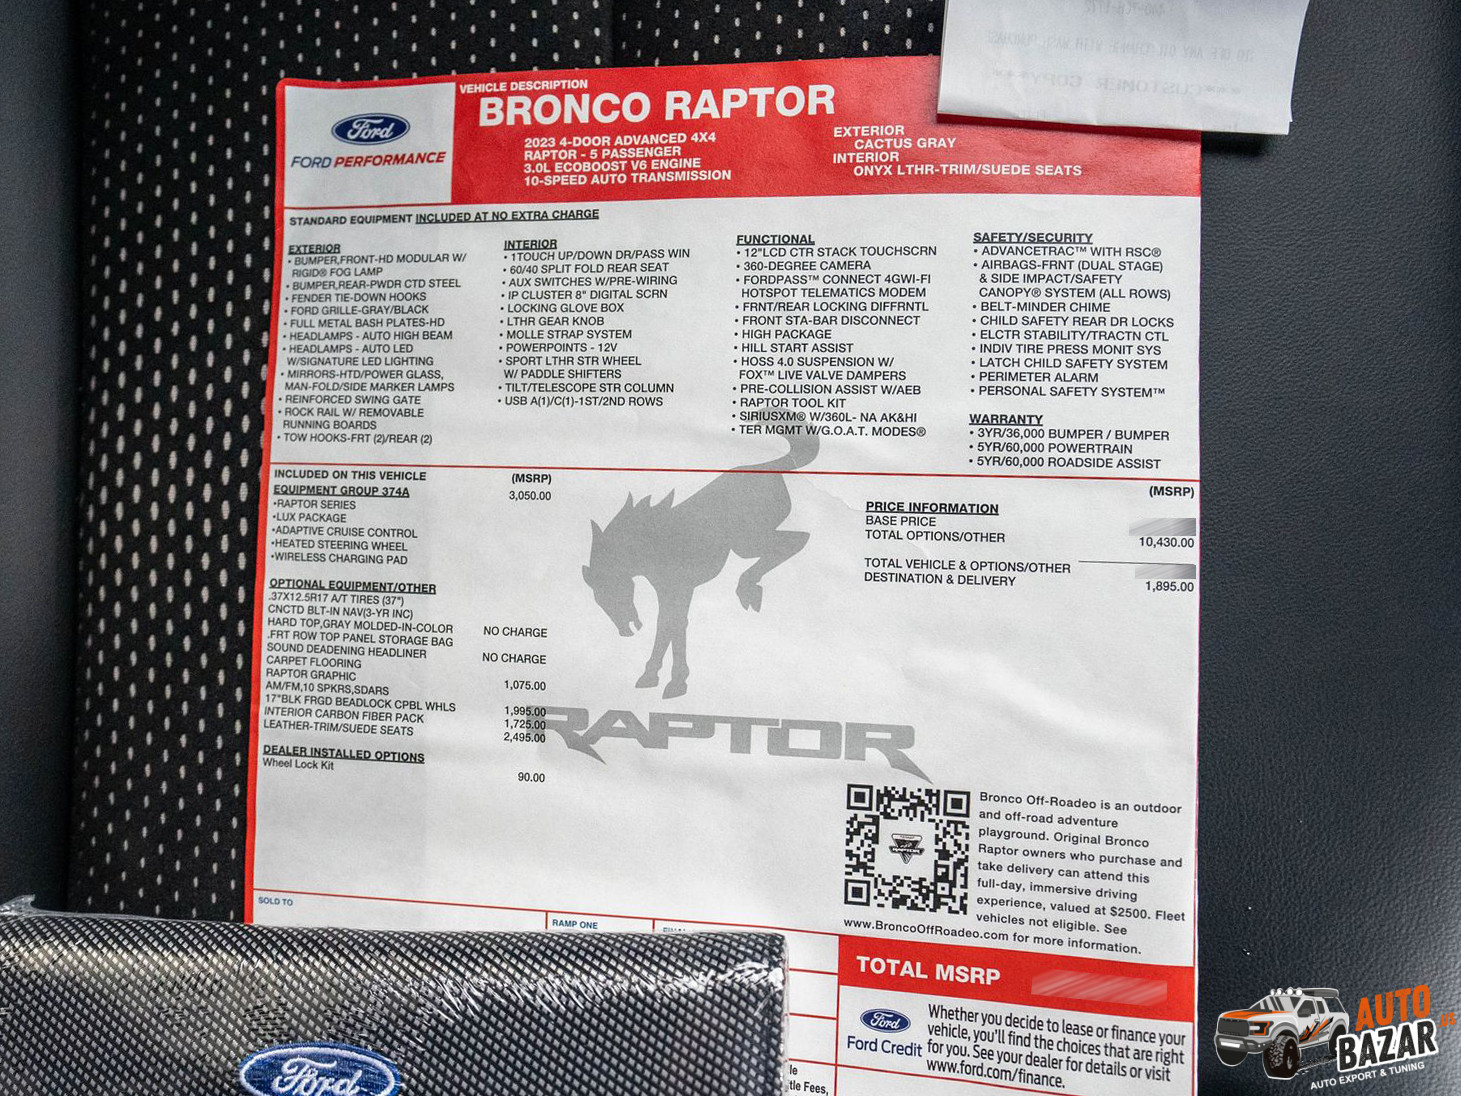 VEHICLE DESCRIPTION
BRONCO RAPTOR
2023 4-DOOR ADVANCED 4X4
RAPTOR - 5 PASSENGER
3.0L ECOBOOST V6 ENGINE
10-SPEED AUTO TRANSMISSION
EXTERIOR
CACTUS GRAY
INTERIOR
ONYX LTHR-TRIM/SUEDE SEATS
Ford
FORD PERFORMANCE
STANDARD EQUIPMENT INCLUDED AT NO EXTRA CHARGE
EXTERIOR
• BUMPER,FRONT-HD MODULAR W/
RIGID® FOG LAMP
• BUMPER,REAR-PWDR CTD STEEL
• FENDER TIE-DOWN HOOKS
• FORD GRILLE-GRAY/BLACK
• FULL METAL BASH PLATES-HD
• HEADLAMPS - AUTO HIGH BEAM
• HEADLAMPS - AUTO LED
W/SIGNATURE LED LIGHTING
• MIRRORS-HTD/POWER GLASS,
MAN-FOLD/SIDE MARKER LAMPS
• REINFORCED SWING GATE
• ROCK RAIL W/ REMOVABLE
RUNNING BOARDS
• TOW HOOKS-FRT (2)/REAR (2)
INTERIOR
• 1TOUCH UP/DOWN DR/PASS WIN
• 60/40 SPLIT FOLD REAR SEAT
• AUX SWITCHES W/PRE-WIRING
• IP CLUSTER 8" DIGITAL SCRN
• LOCKING GLOVE BOX
• LTHR GEAR KNOB
• MOLLE STRAP SYSTEM
• POWERPOINTS - 12V
• SPORT LTHR STR WHEEL
W/ PADDLE SHIFTERS
• TILT/TELESCOPE STR COLUMN
• USB A(1)/C(1)-1ST/2ND ROWS
FUNCTIONAL
• 12"LCD CTR STACK TOUCHSCRN
• 360-DEGREE CAMERA
• FORDPASS™ CONNECT 4GWI-FI
HOTSPOT TELEMATICS MODEM
• FRNT/REAR LOCKING DIFFRNTL
• FRONT STA-BAR DISCONNECT
• HIGH PACKAGE
• HILL START ASSIST
• HOSS 4.0 SUSPENSION W/
FOX™ LIVE VALVE DAMPERS
• PRE-COLLISION ASSIST W/AEB
• RAPTOR TOOL KIT
• SIRIUSXM® W/360L- NA AK&HI
• TER MGMT W/G.O.A.T. MODES®
SAFETY/SECURITY
• ADVANCETRAC™ WITH RSC®
• AIRBAGS-FRNT (DUAL STAGE)
& SIDE IMPACT/SAFETY
CANOPY® SYSTEM (ALL ROWS)
• BELT-MINDER CHIME
• CHILD SAFETY REAR DR LOCKS
• ELCTR STABILITY/TRACTN CTL
• INDIV TIRE PRESS MONIT SYS
• LATCH CHILD SAFETY SYSTEM
• PERIMETER ALARM
• PERSONAL SAFETY SYSTEM™
WARRANTY
• 3YR/36,000 BUMPER / BUMPER
• 5YR/60,000 POWERTRAIN
• 5YR/60,000 ROADSIDE ASSIST
INCLUDED ON THIS VEHICLE (MSRP)
EQUIPMENT GROUP 374A 3,050.00
•RAPTOR SERIES
•LUX PACKAGE
•ADAPTIVE CRUISE CONTROL
•HEATED STEERING WHEEL
•WIRELESS CHARGING PAD
OPTIONAL EQUIPMENT/OTHER
.37X12.5R17 A/T TIRES (37")
CNCTD BLT-IN NAV(3-YR INC)
HARD TOP,GRAY MOLDED-IN-COLOR NO CHARGE
.FRT ROW TOP PANEL STORAGE BAG
SOUND DEADENING HEADLINER NO CHARGE
CARPET FLOORING
RAPTOR GRAPHIC 1,075.00
AM/FM,10 SPKRS,SDARS
17"BLK FRGD BEADLOCK CPBL WHLS 1,995.00
INTERIOR CARBON FIBER PACK 1,725.00
LEATHER-TRIM/SUEDE SEATS 2,495.00
DEALER INSTALLED OPTIONS
Wheel Lock Kit 90.00
(MSRP)
PRICE INFORMATION
BASE PRICE
TOTAL OPTIONS/OTHER 10,430.00
TOTAL VEHICLE & OPTIONS/OTHER
DESTINATION & DELIVERY 1,895.00
RAPTOR
Bronco Off-Roadeo is an outdoor
and off-road adventure
playground. Original Bronco
Raptor owners who purchase and
take delivery can attend this
full-day, immersive driving
experience, valued at $2500. Fleet
vehicles not eligible. See
www.BroncoOffRoadeo.com for more information.
SOLD TO
RAMP ONE
TOTAL MSRP
Ford
Ford Credit
Whether you decide to lease or finance your
vehicle, you'll find the choices that are right
for you. See your dealer for details or visit
www.ford.com/finance.
Ford
AUTO
BAZAR
AUTO EXPORT & TUNING